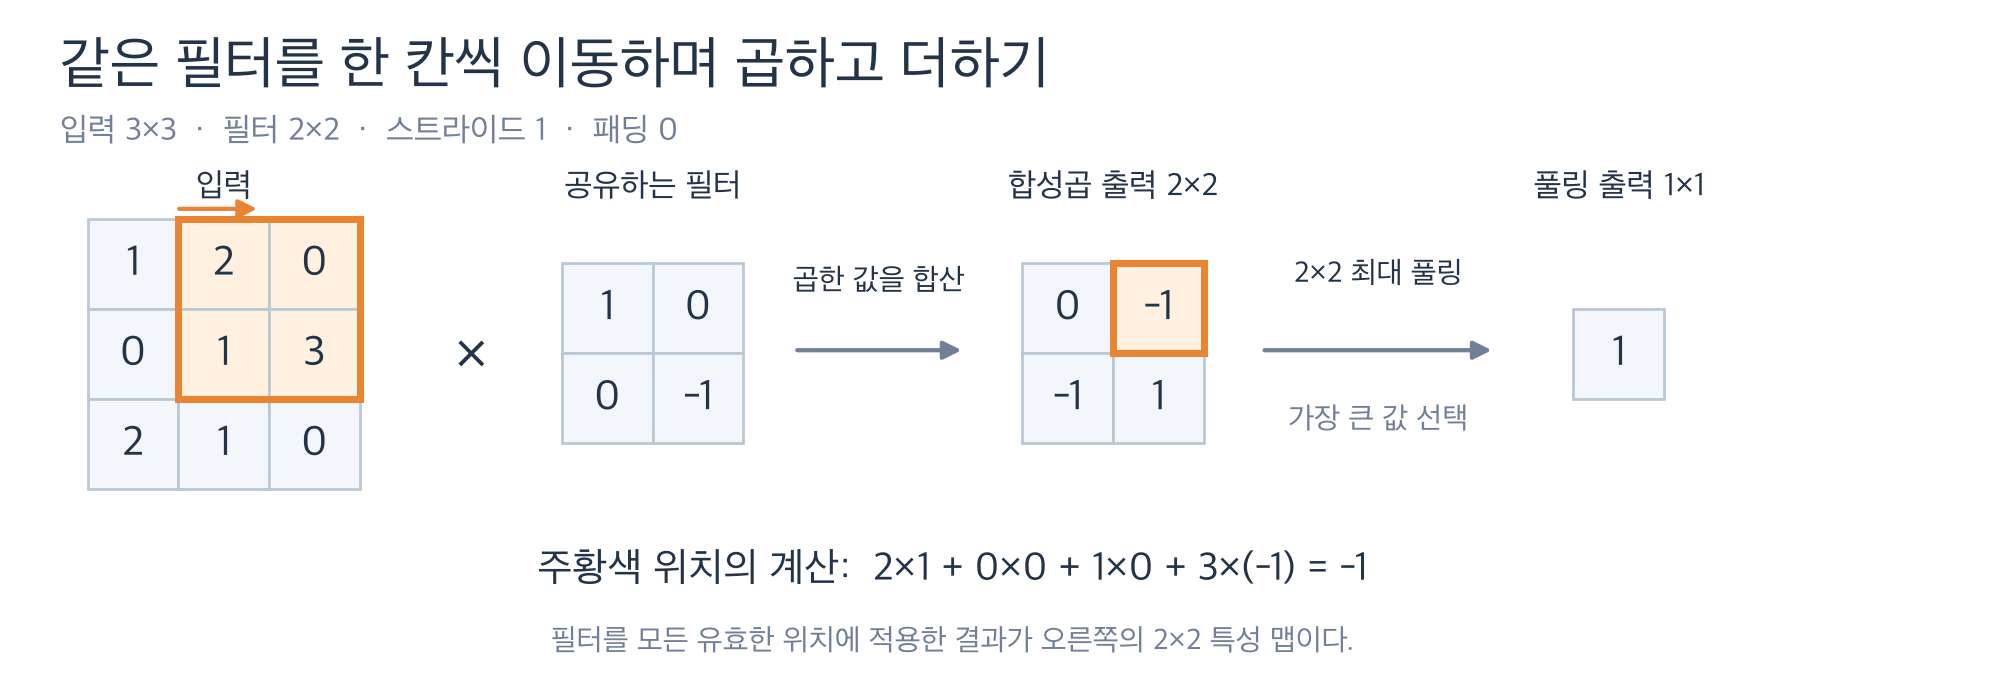 같은 필터를 한 칸씩 이동하며 곱하고 더하기
입력 3×3 · 필터 2×2 · 스트라이드 1 · 패딩 0
입력
1 2 0
0 1 3
2 1 0
×
공유하는 필터
1 0
0 −1
곱한 값을 합산
합성곱 출력 2×2
0 −1
−1 1
2×2 최대 풀링
가장 큰 값 선택
풀링 출력 1×1
1
주황색 위치의 계산: 2×1 + 0×0 + 1×0 + 3×(−1) = −1
필터를 모든 유효한 위치에 적용한 결과가 오른쪽의 2×2 특성 맵이다.